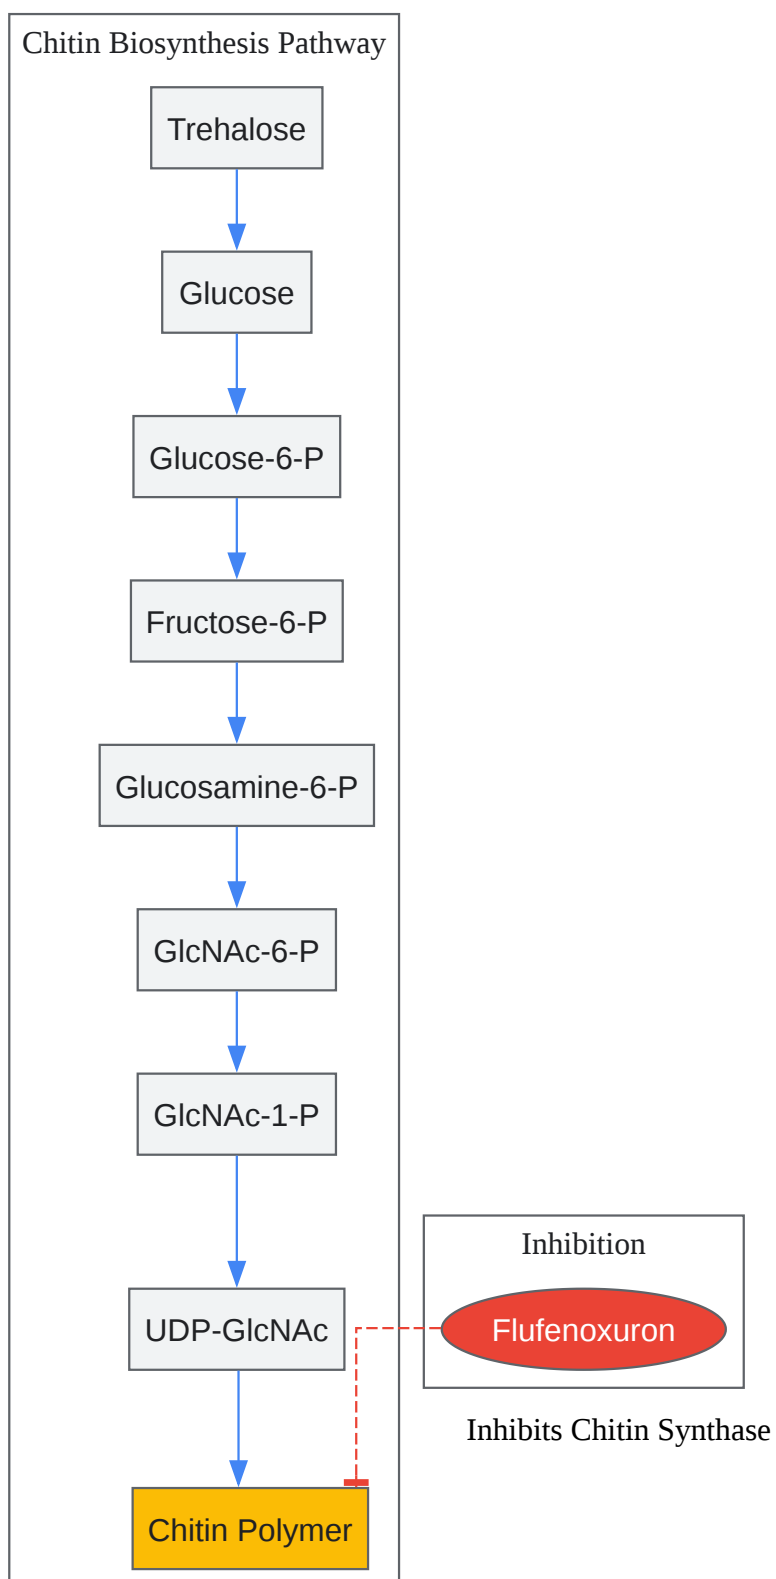 Chitin Biosynthesis Pathway
Trehalose
Glucose
Glucose-6-P
Fructose-6-P
Glucosamine-6-P
GlcNAc-6-P
GlcNAc-1-P
UDP-GlcNAc
Chitin Polymer
Inhibition
Flufenoxuron
Inhibits Chitin Synthase